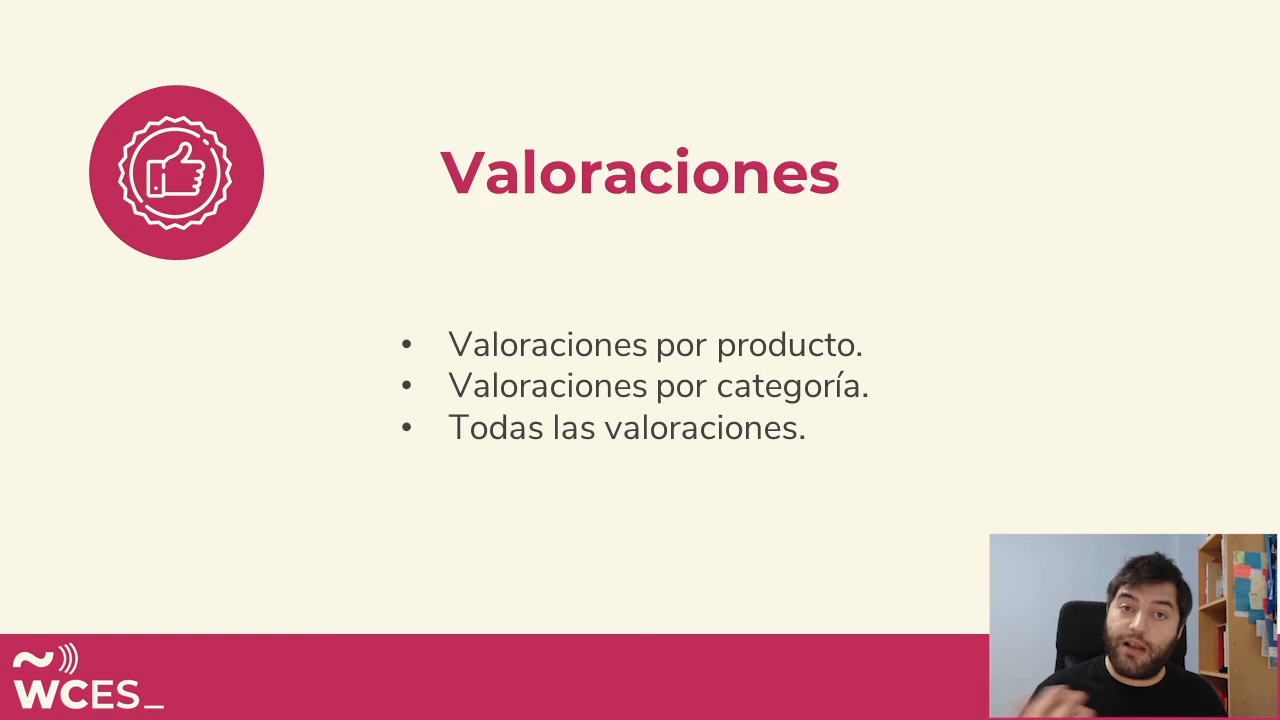 Valoraciones
• Valoraciones por producto.
• Valoraciones por categoría.
• Todas las valoraciones.
WCES_